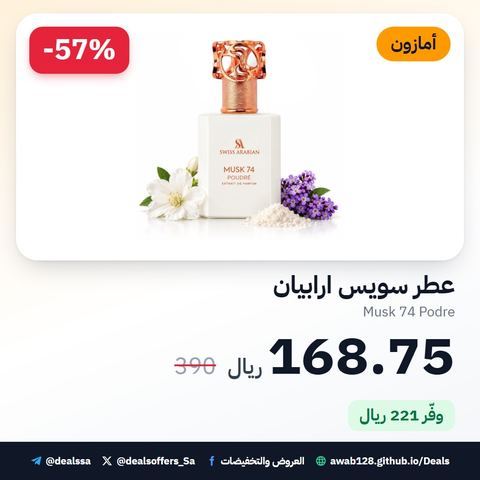 -57%
أمازون
SWISS ARABIAN
MUSK 74
POUDRÉ
EXTRAIT DE PARFUM
عطر سويس ارابيان
Musk 74 Podre
168.75 ريال 390
وفّر 221 ريال
@dealssa @dealsoffers_Sa العروض والتخفيضات awab128.github.io/Deals